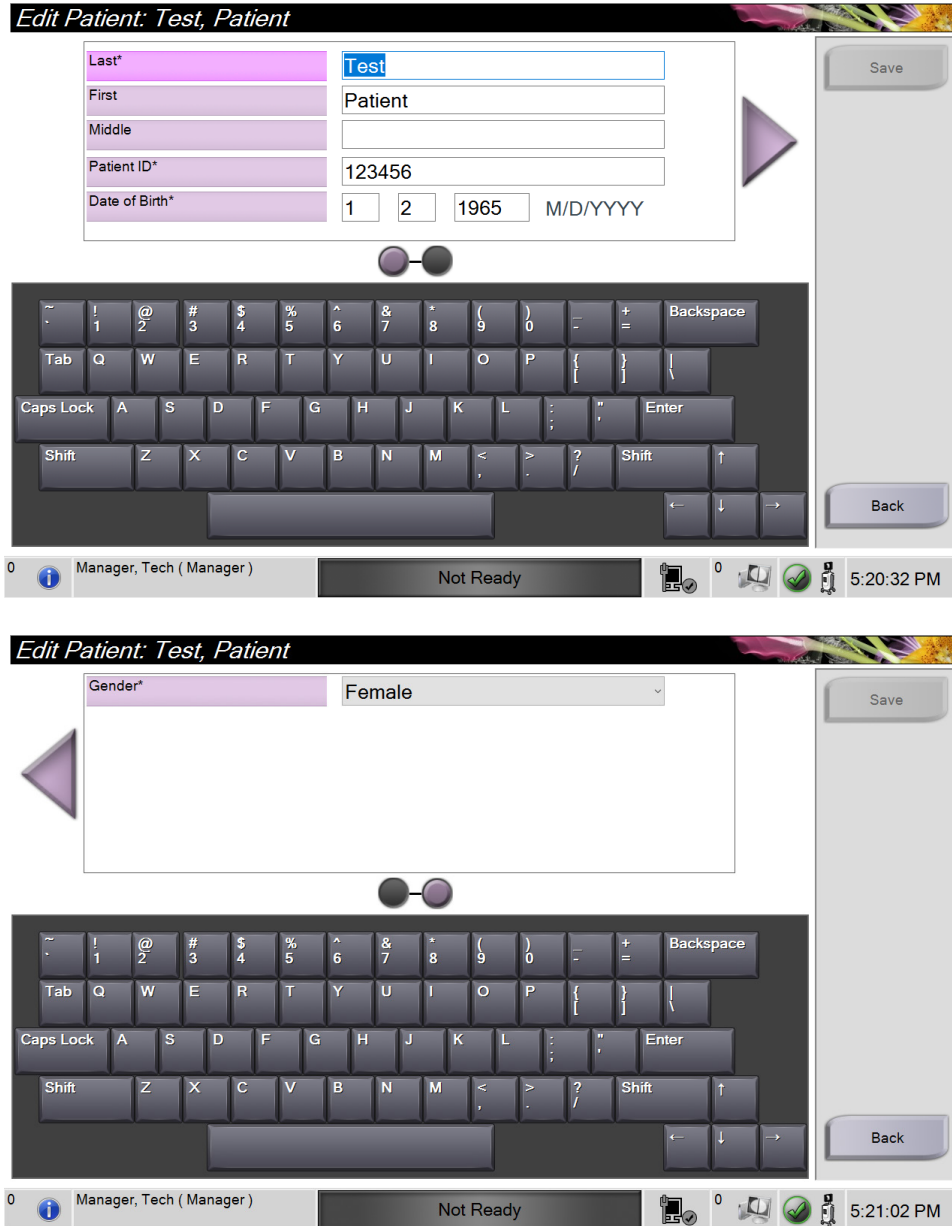 Edit Patient: Test, Patient
Last* Test Save
First Patient
Middle
Patient ID* 123456
Date of Birth* 1 2 1965 M/D/YYYY
~ ! @ # $ % ^ & * ( ) _ + Backspace
` 1 2 3 4 5 6 7 8 9 0 - =
Tab Q W E R T Y U I O P { } |
[ ] \
Caps Lock A S D F G H J K L : " Enter
; '
Shift Z X C V B N M < > ? Shift ↑
, . /
← ↓ →
Back
0 Manager, Tech ( Manager ) Not Ready 0 5:20:32 PM
Edit Patient: Test, Patient
Gender* Female Save
~ ! @ # $ % ^ & * ( ) _ + Backspace
` 1 2 3 4 5 6 7 8 9 0 - =
Tab Q W E R T Y U I O P { } |
[ ] \
Caps Lock A S D F G H J K L : " Enter
; '
Shift Z X C V B N M < > ? Shift ↑
, . /
← ↓ →
Back
0 Manager, Tech ( Manager ) Not Ready 0 5:21:02 PM